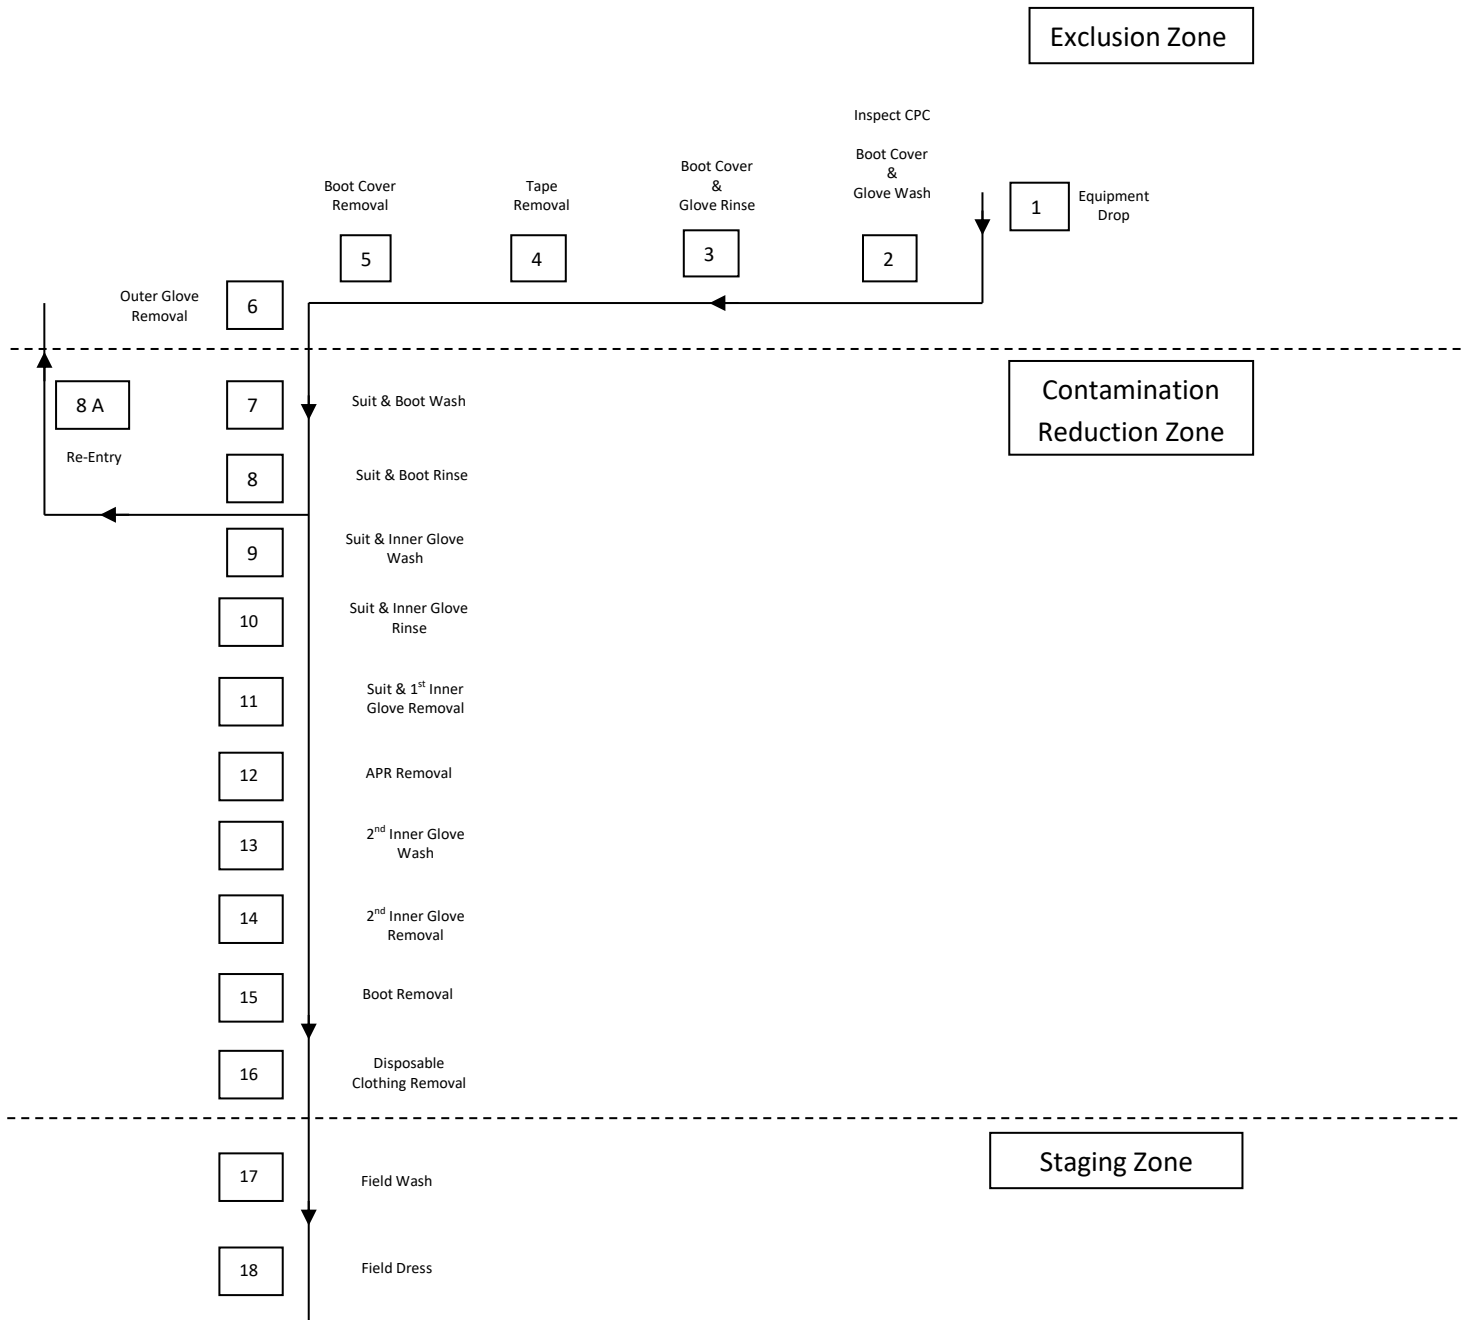 Exclusion Zone
Inspect CPC
Boot Cover
&
Glove Wash
Boot Cover
&
Glove Rinse
Tape
Removal
Boot Cover
Removal
1
Equipment
Drop
2
3
4
5
6
Outer Glove
Removal
Contamination
Reduction Zone
8 A
Re-Entry
7
Suit & Boot Wash
8
Suit & Boot Rinse
9
Suit & Inner Glove
Wash
10
Suit & Inner Glove
Rinse
11
Suit & 1st Inner
Glove Removal
12
APR Removal
13
2nd Inner Glove
Wash
14
2nd Inner Glove
Removal
15
Boot Removal
16
Disposable
Clothing Removal
Staging Zone
17
Field Wash
18
Field Dress